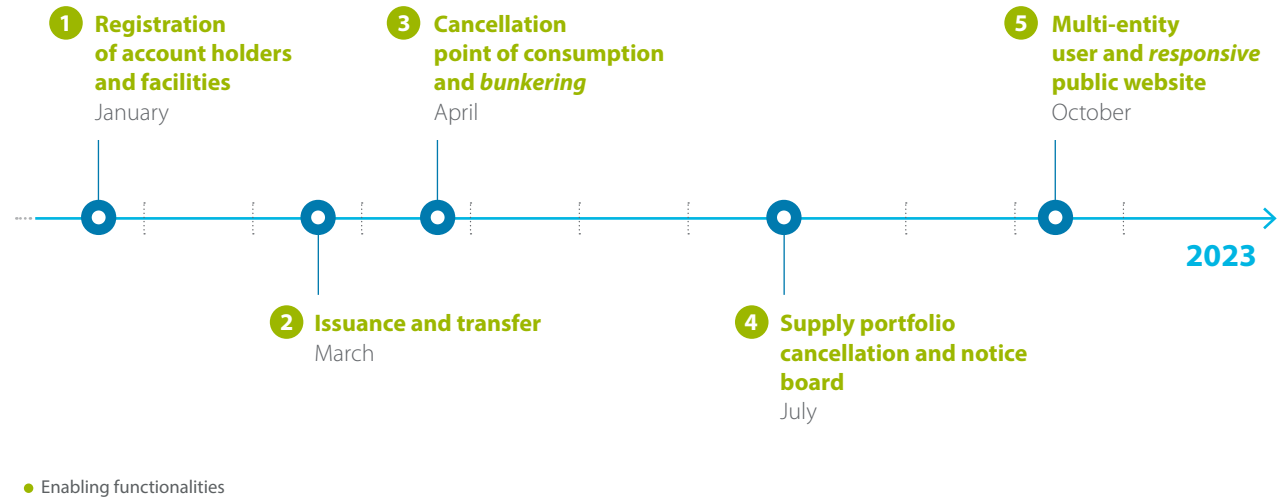 1 Registration
of account holders
and facilities
January
3 Cancellation
point of consumption
and bunkering
April
5 Multi-entity
user and responsive
public website
October
2023
2 Issuance and transfer
March
4 Supply portfolio
cancellation and notice
board
July
Enabling functionalities